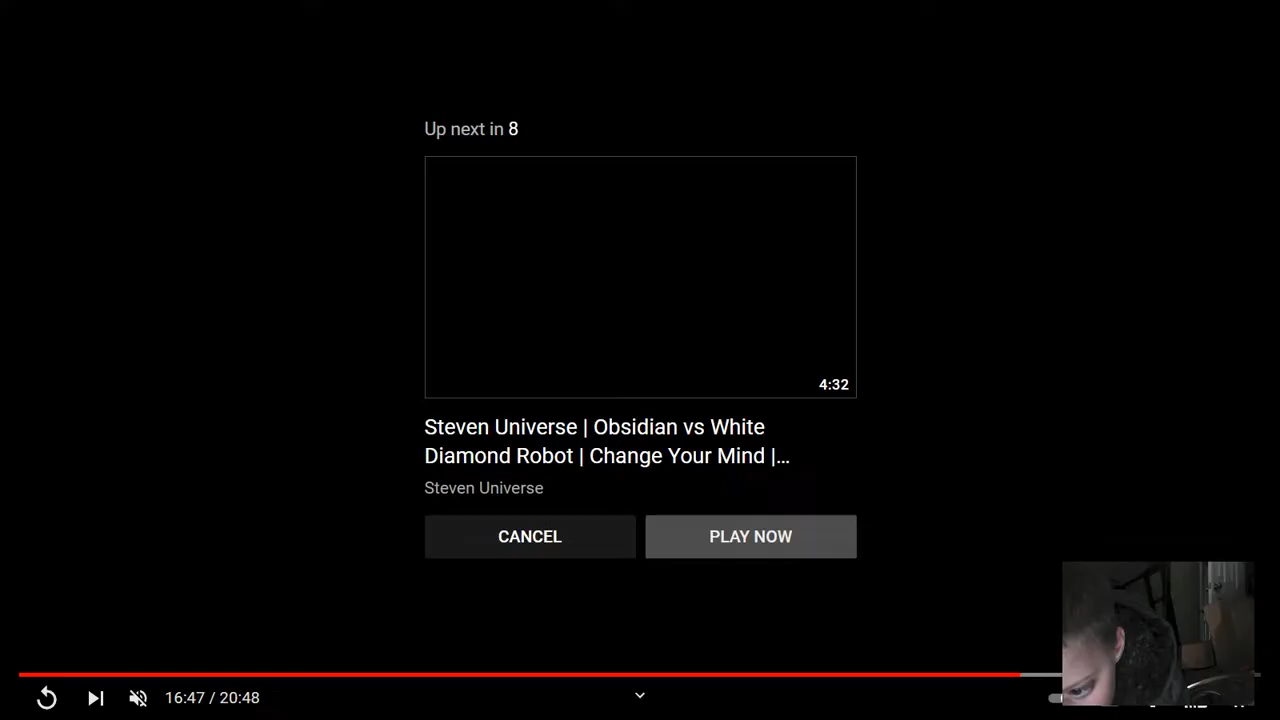 Up next in 8
4:32
Steven Universe | Obsidian vs White
Diamond Robot | Change Your Mind |...
Steven Universe
CANCEL
PLAY NOW
16:47 / 20:48